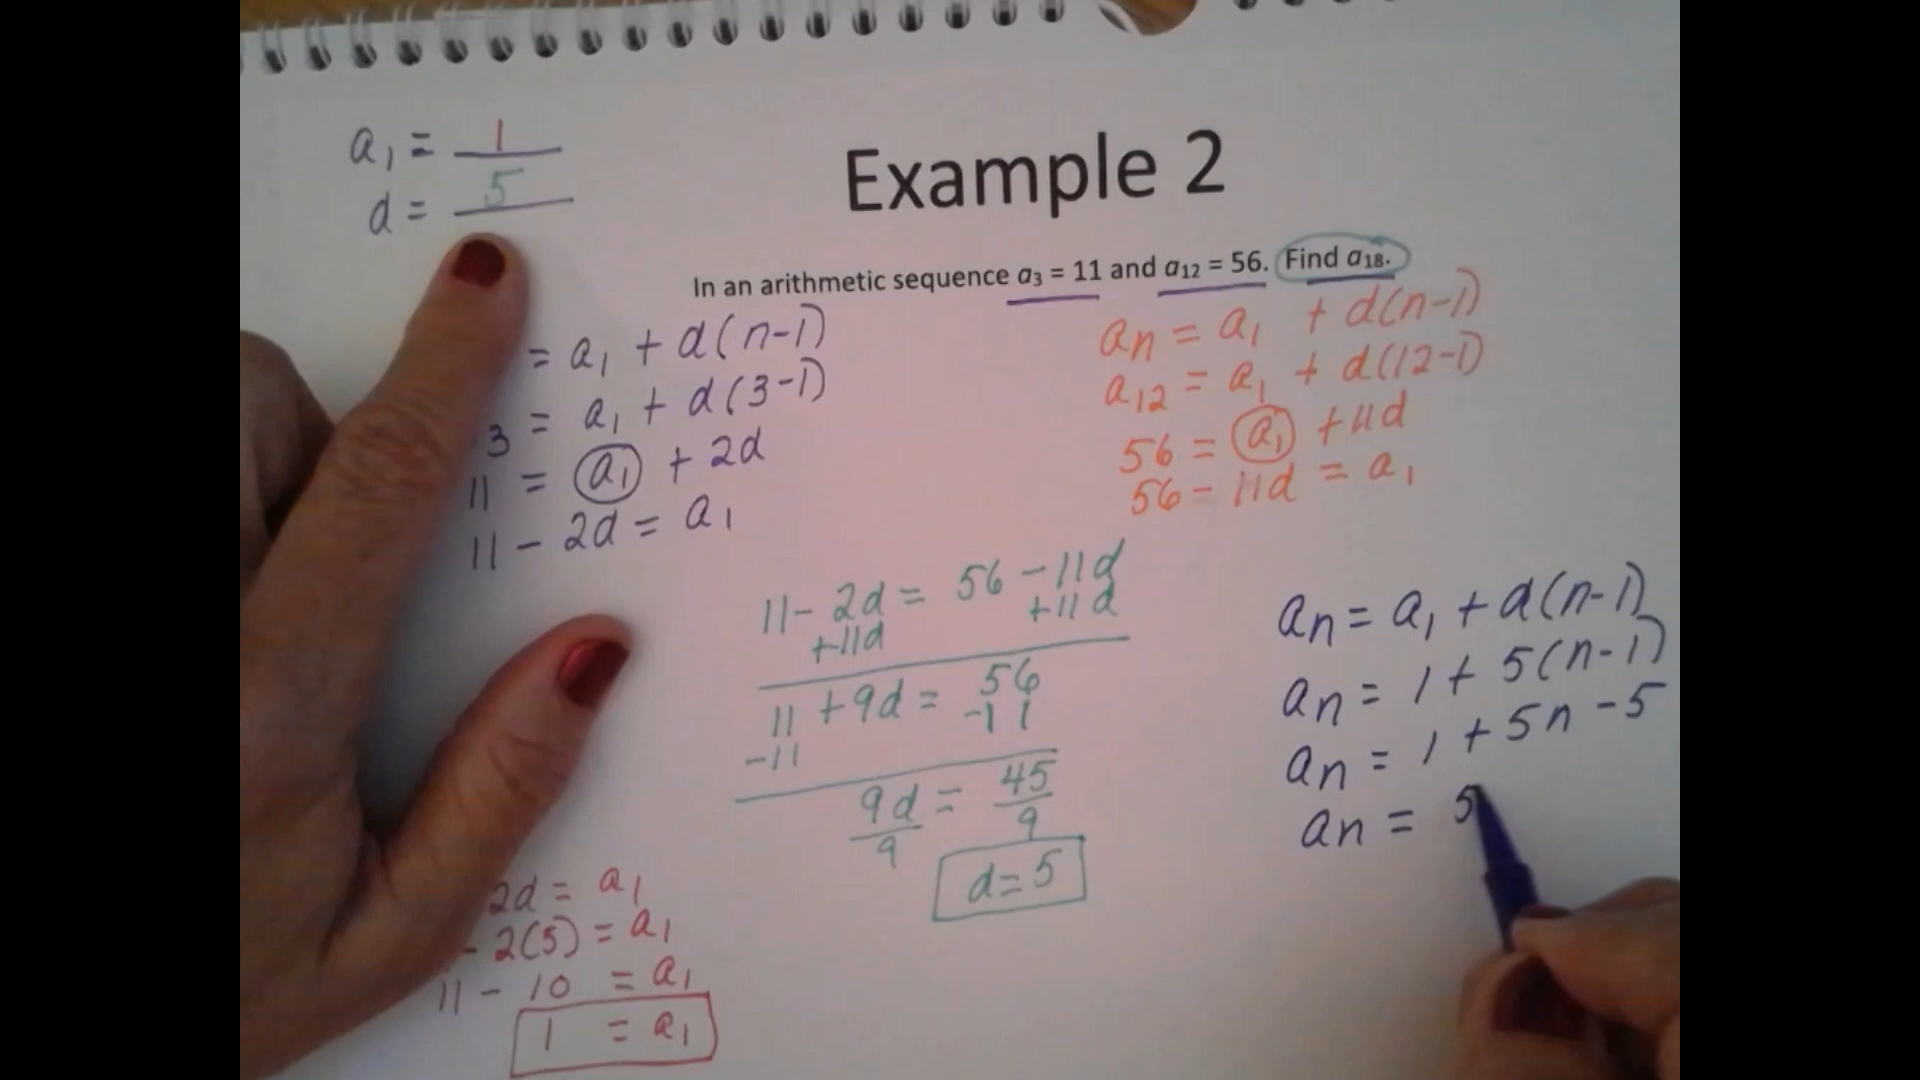 a₁ = 1
d = 5
Example 2
In an arithmetic sequence a₃ = 11 and a₁₂ = 56. Find a₁₈.
= a₁ + d(n-1)
3 = a₁ + d(3-1)
11 = a₁ + 2d
11 - 2d = a₁
an = a₁ + d(n-1)
a₁₂ = a₁ + d(12-1)
56 = a₁ + 11d
56 - 11d = a₁
11 - 2d = 56 - 11d
+11d +11d
11 + 9d = 56
-11 -11
9d = 45
9 9
d = 5
2d = a₁
- 2(5) = a₁
11 - 10 = a₁
1 = a₁
an = a₁ + d(n-1)
an = 1 + 5(n-1)
an = 1 + 5n - 5
an = 5